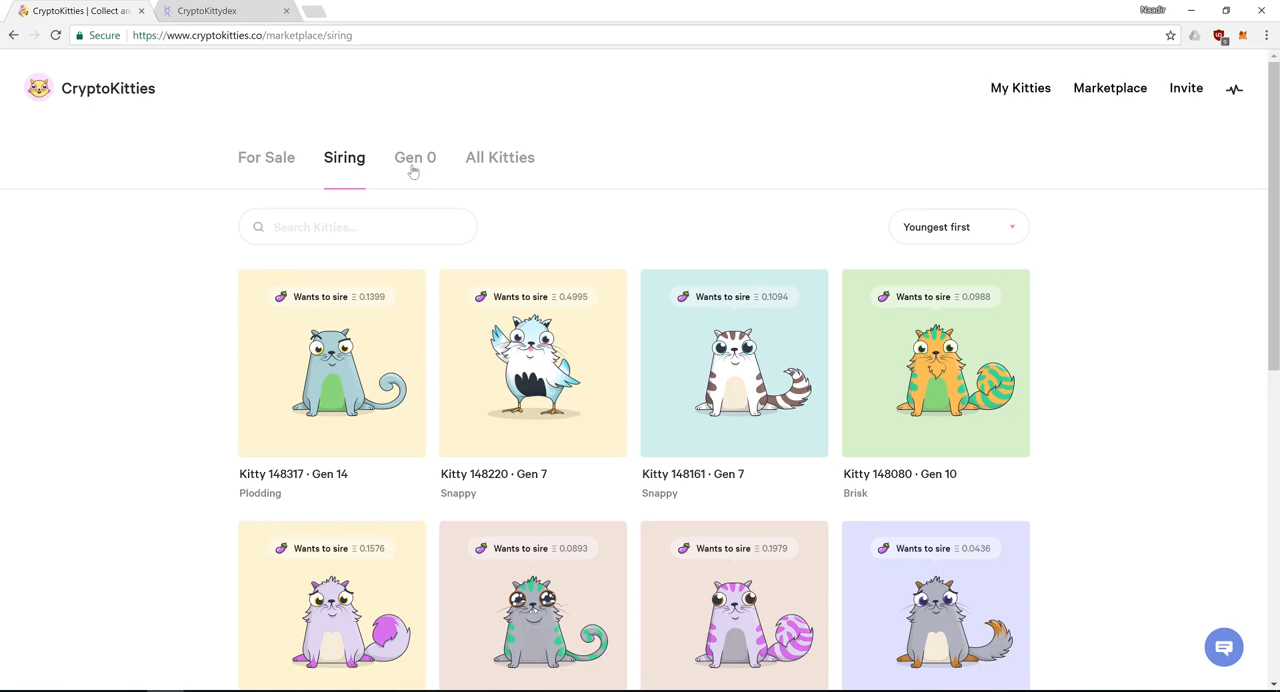 CryptoKitties | Collect an
CryptoKittydex
Naadir
Secure
https://www.cryptokitties.co/marketplace/siring
CryptoKitties
My Kitties
Marketplace
Invite
For Sale
Siring
Gen 0
All Kitties
Search Kitties...
Youngest first
Wants to sire Ξ 0.1399
Wants to sire Ξ 0.4995
Wants to sire Ξ 0.1094
Wants to sire Ξ 0.0988
Kitty 148317 · Gen 14
Kitty 148220 · Gen 7
Kitty 148161 · Gen 7
Kitty 148080 · Gen 10
Plodding
Snappy
Snappy
Brisk
Wants to sire Ξ 0.1576
Wants to sire Ξ 0.0893
Wants to sire Ξ 0.1979
Wants to sire Ξ 0.0436